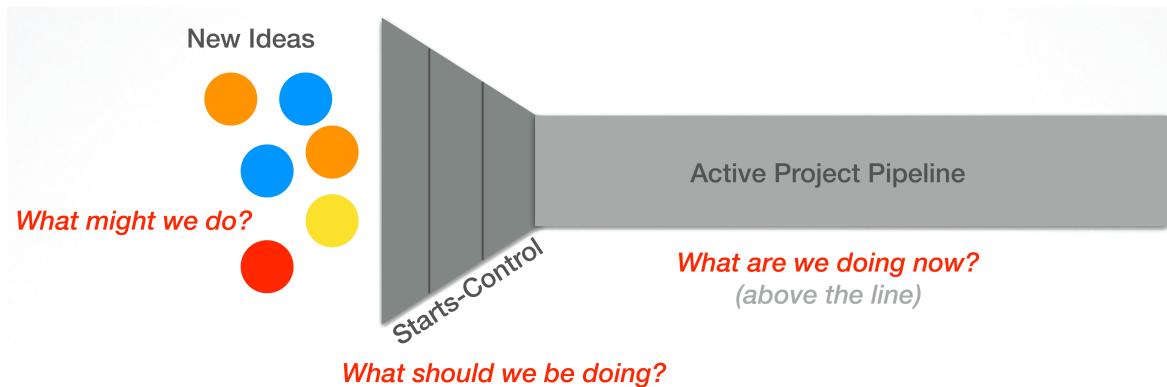 New Ideas
What might we do?
Starts-Control
What should we be doing?
Active Project Pipeline
What are we doing now?
(above the line)